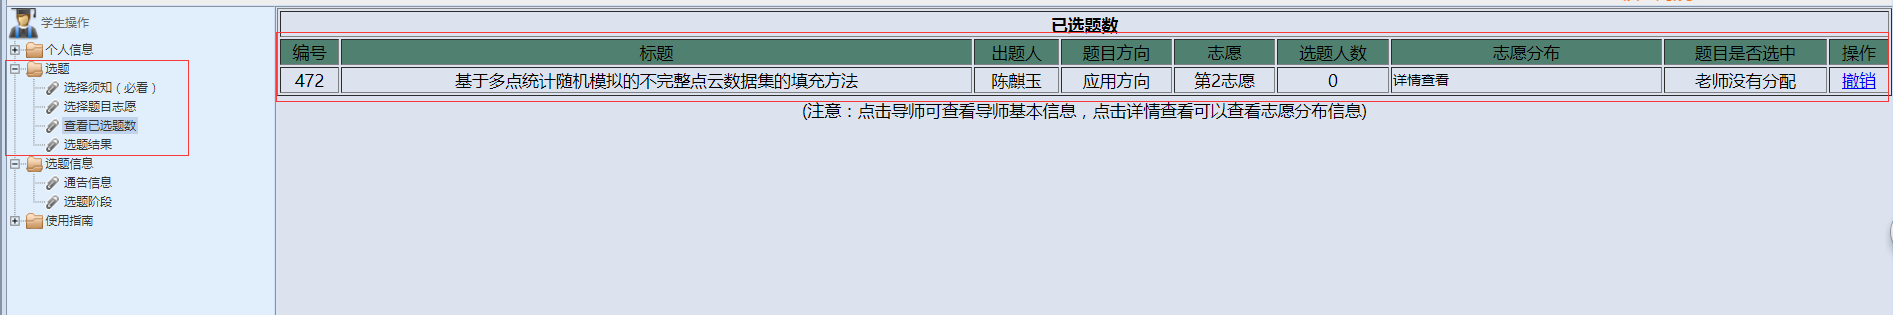 学生操作
个人信息
选题
选择须知（必看）
选择题目志愿
查看已选题数
选题结果
选题信息
通告信息
选题阶段
使用指南
已选题数
编号 标题 出题人 题目方向 志愿 选题人数 志愿分布 题目是否选中 操作
472 基于多点统计随机模拟的不完整点云数据集的填充方法 陈麒玉 应用方向 第2志愿 0 详情查看 老师没有分配 撤销
(注意：点击导师可查看导师基本信息，点击详情查看可以查看志愿分布信息)